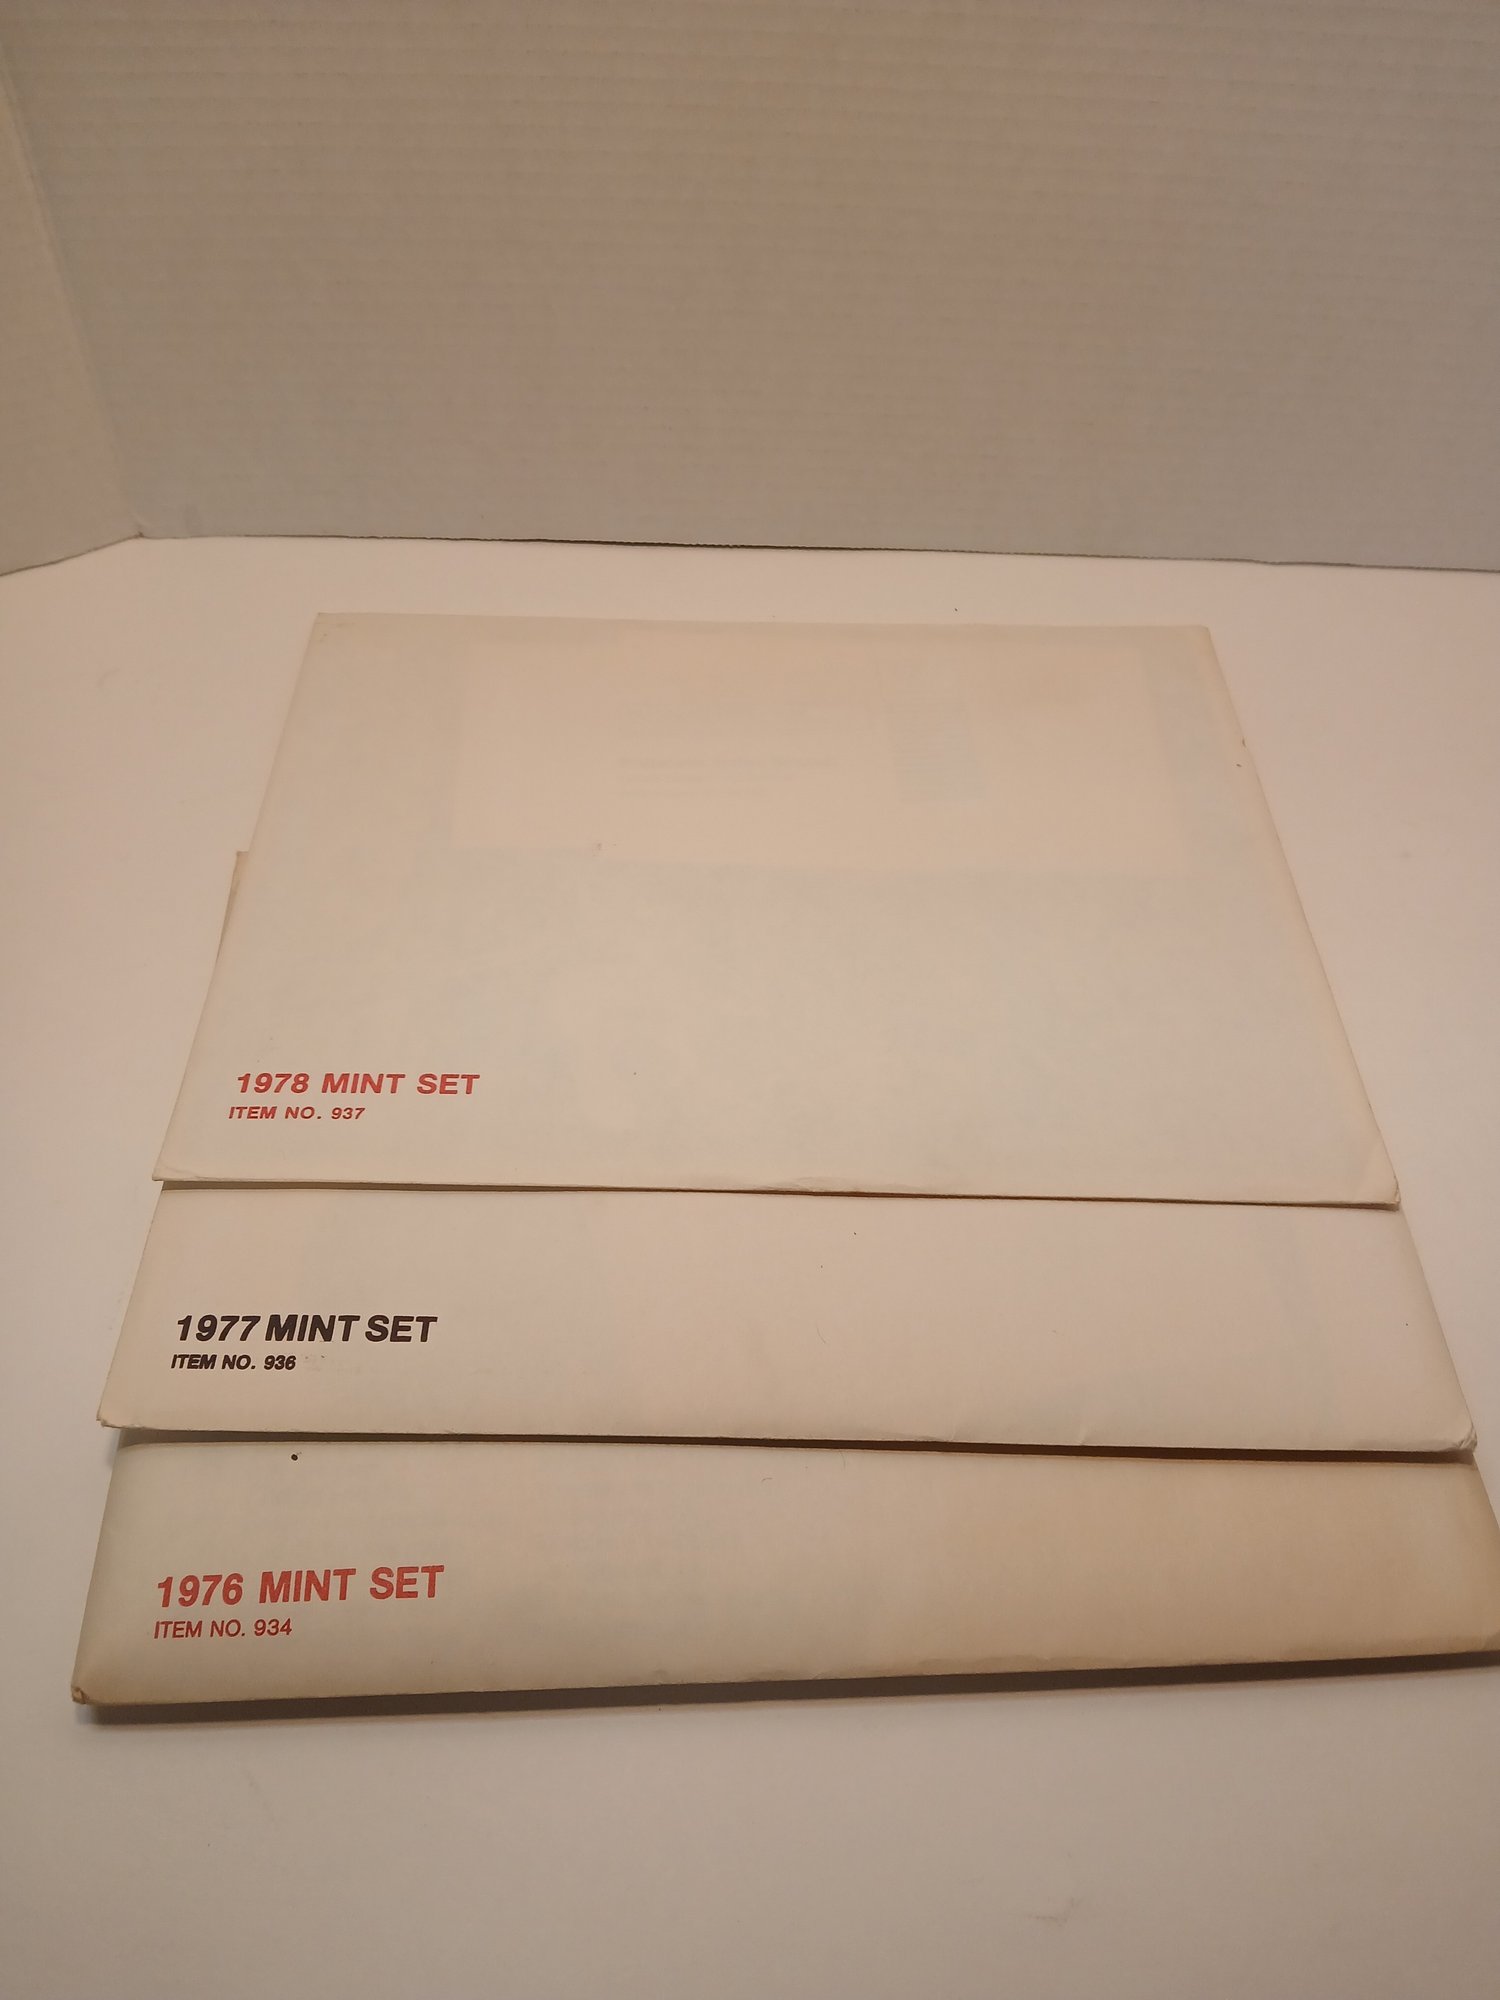 1978 MINT SET
ITEM NO. 937
1977 MINT SET
ITEM NO. 936
1976 MINT SET
ITEM NO. 934